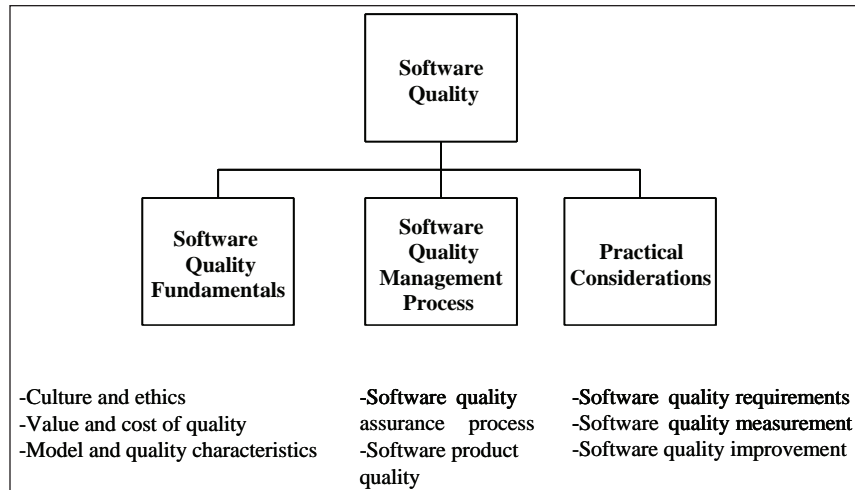 Software
Quality
Software
Quality
Fundamentals
Software
Quality
Management
Process
Practical
Considerations
-Culture and ethics
-Value and cost of quality
-Model and quality characteristics
-Software quality
assurance process
-Software product
quality
-Software quality requirements
-Software quality measurement
-Software quality improvement